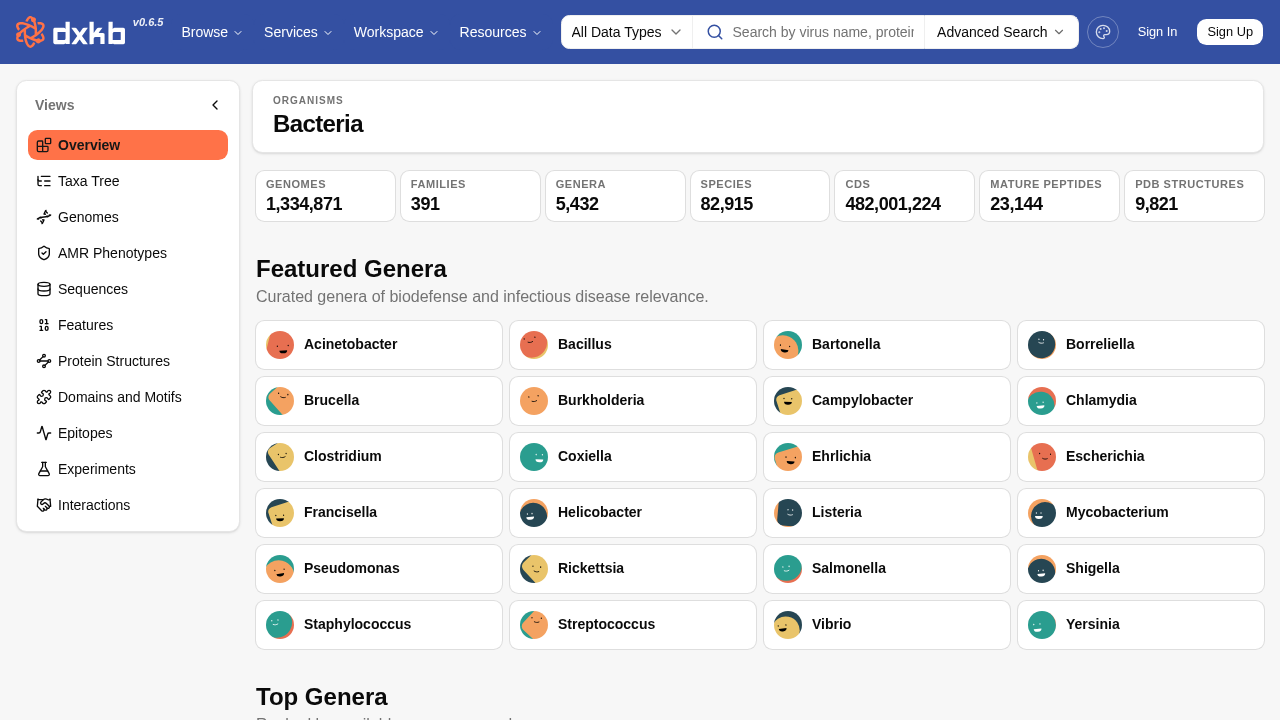 dxkb v0.6.5 Browse Services Workspace Resources All Data Types Search by virus name, protein Advanced Search Sign In Sign Up
Views
Overview
Taxa Tree
Genomes
AMR Phenotypes
Sequences
Features
Protein Structures
Domains and Motifs
Epitopes
Experiments
Interactions
ORGANISMS
Bacteria
GENOMES FAMILIES GENERA SPECIES CDS MATURE PEPTIDES PDB STRUCTURES
1,334,871 391 5,432 82,915 482,001,224 23,144 9,821
Featured Genera
Curated genera of biodefense and infectious disease relevance.
Acinetobacter Bacillus Bartonella Borreliella
Brucella Burkholderia Campylobacter Chlamydia
Clostridium Coxiella Ehrlichia Escherichia
Francisella Helicobacter Listeria Mycobacterium
Pseudomonas Rickettsia Salmonella Shigella
Staphylococcus Streptococcus Vibrio Yersinia
Top Genera